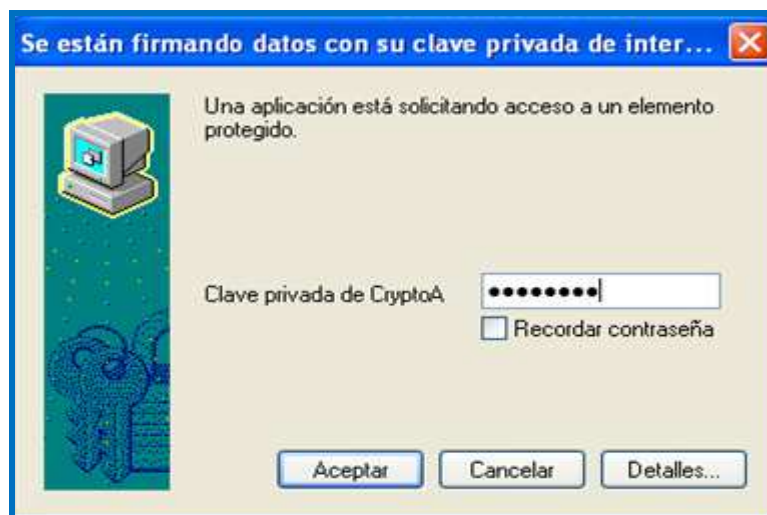 Se están firmando datos con su clave privada de inter...
Una aplicación está solicitando acceso a un elemento
protegido.
Clave privada de CryptoA
●●●●●●●●
Recordar contraseña
Aceptar
Cancelar
Detalles...